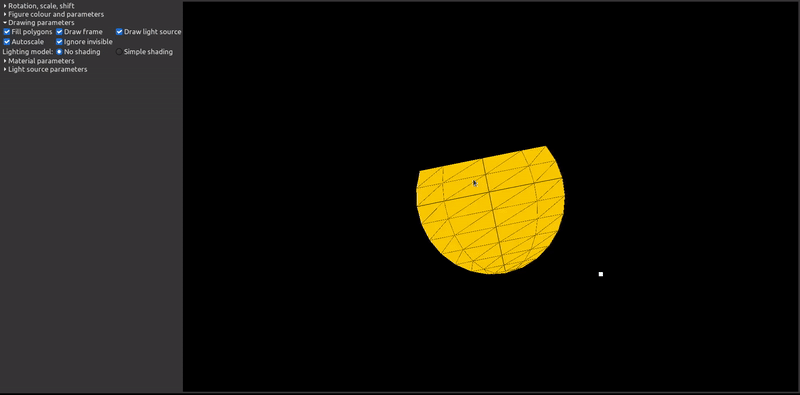 Rotation, scale, shift
Figure colour and parameters
Drawing parameters
Fill polygons Draw frame Draw light source
Autoscale Ignore invisible
Lighting model: No shading Simple shading
Material parameters
Light source parameters